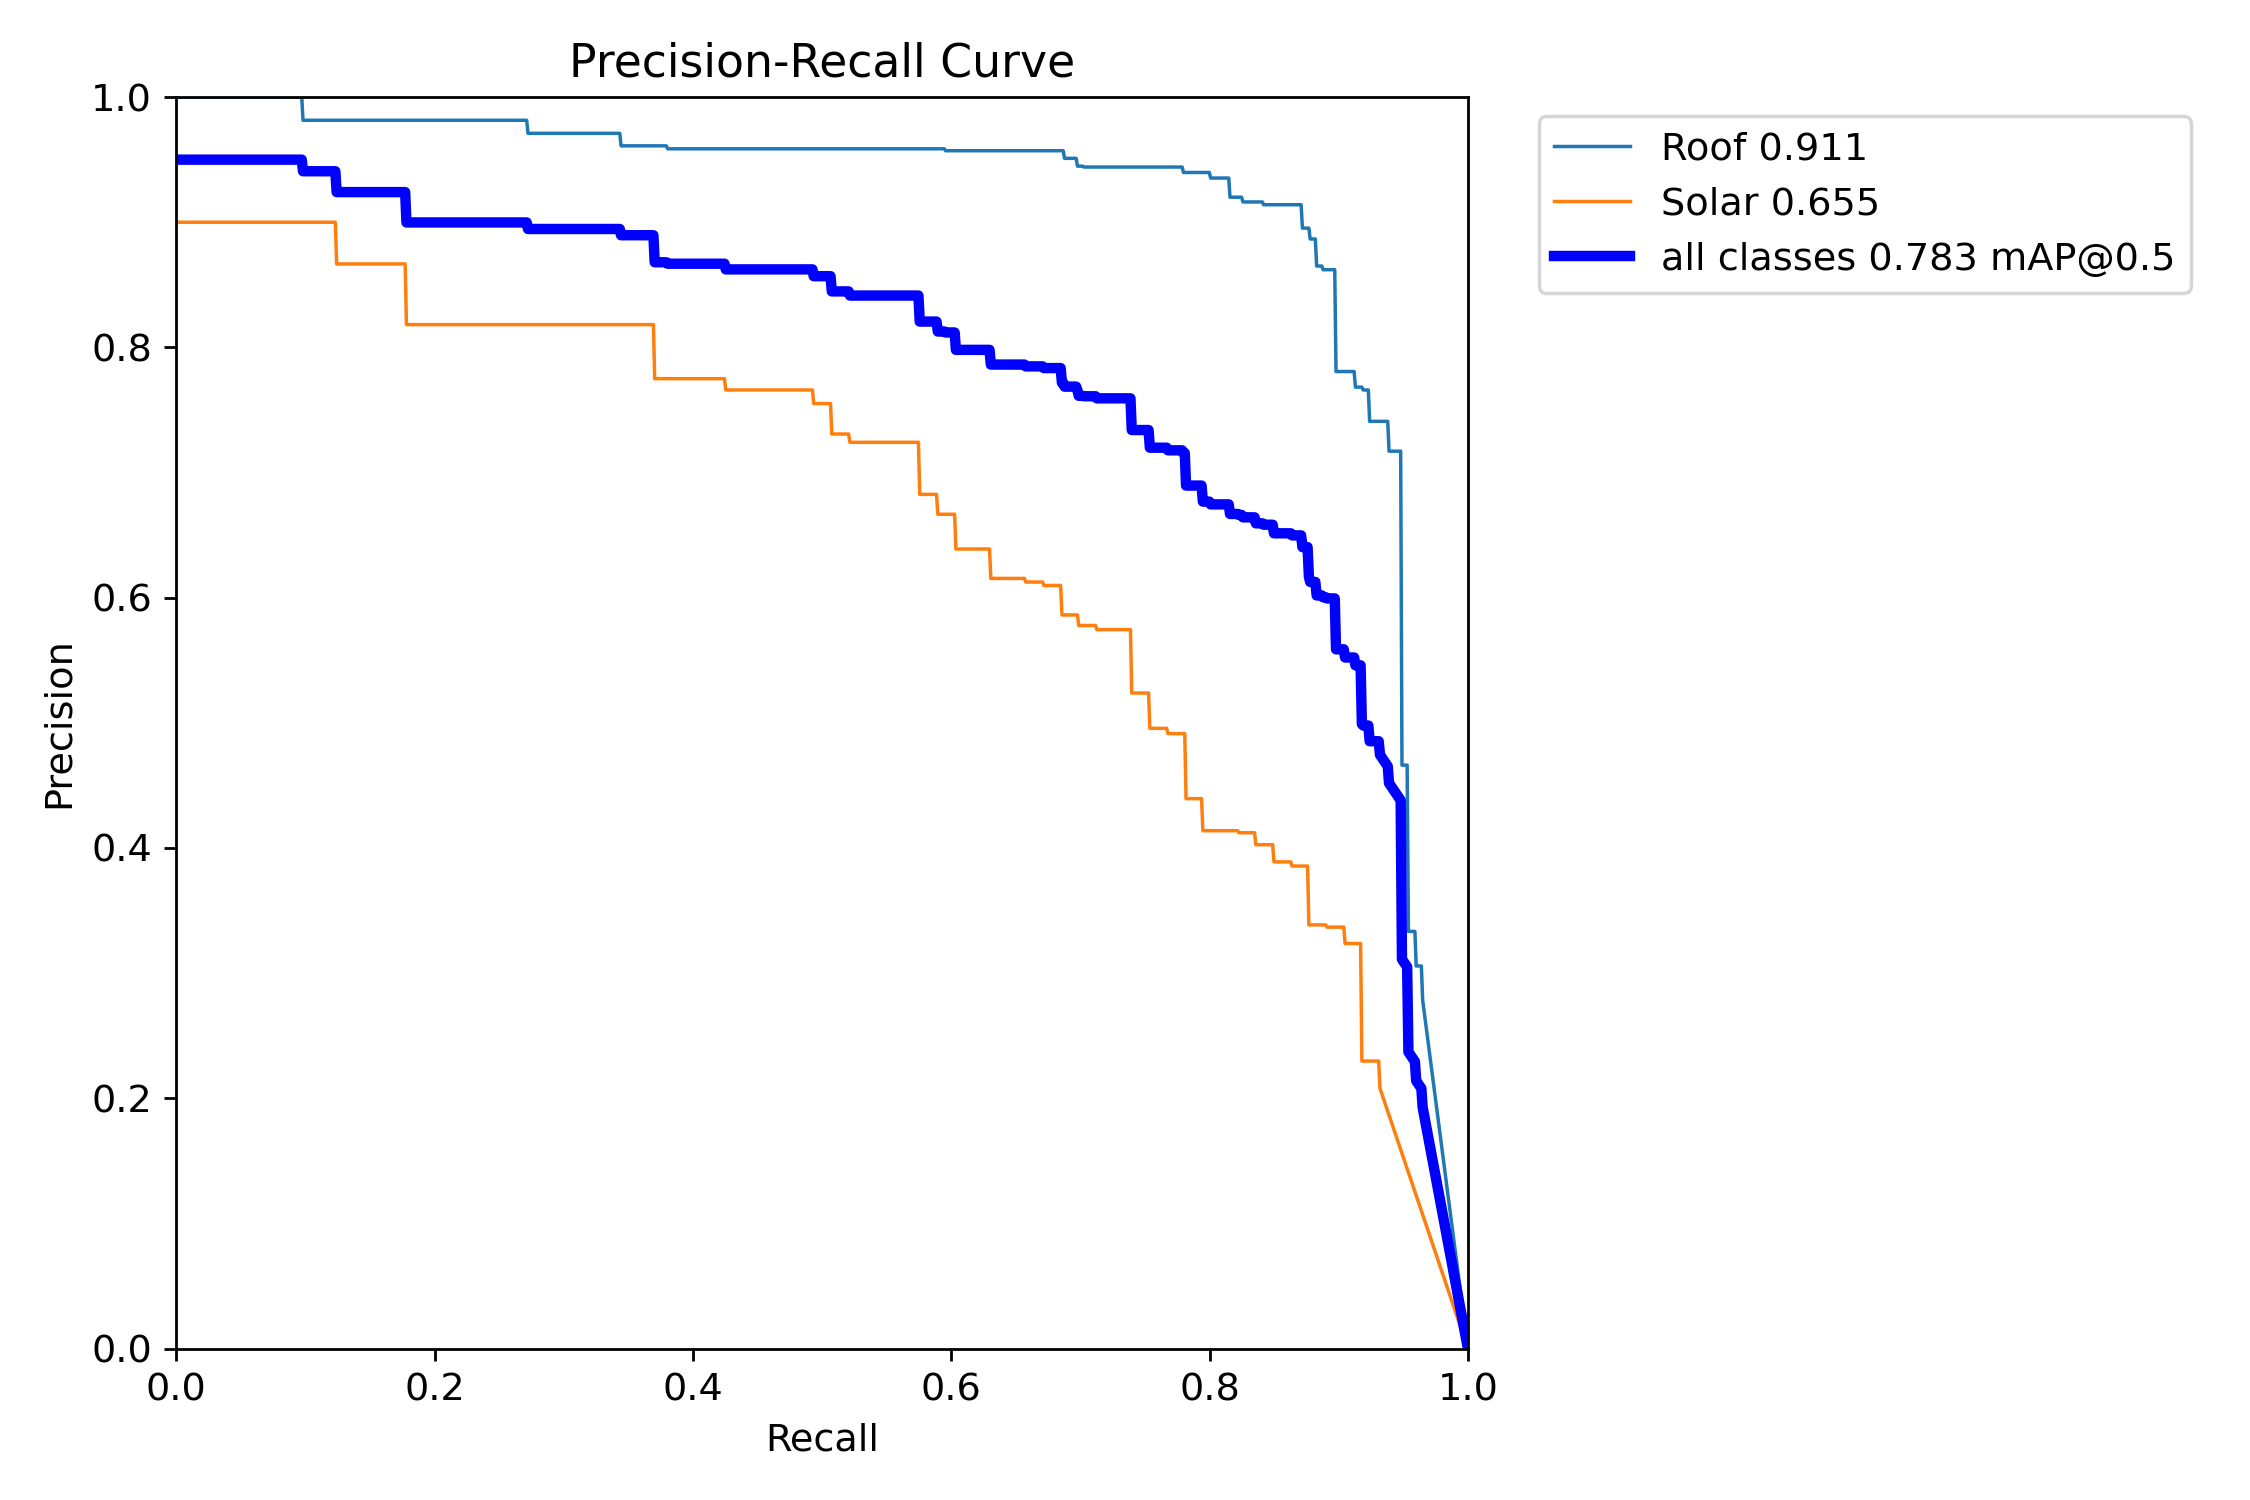 Precision-Recall Curve
1.0
0.8
0.6
0.4
0.2
0.0
Precision
0.0 0.2 0.4 0.6 0.8 1.0
Recall
Roof 0.911
Solar 0.655
all classes 0.783 mAP@0.5